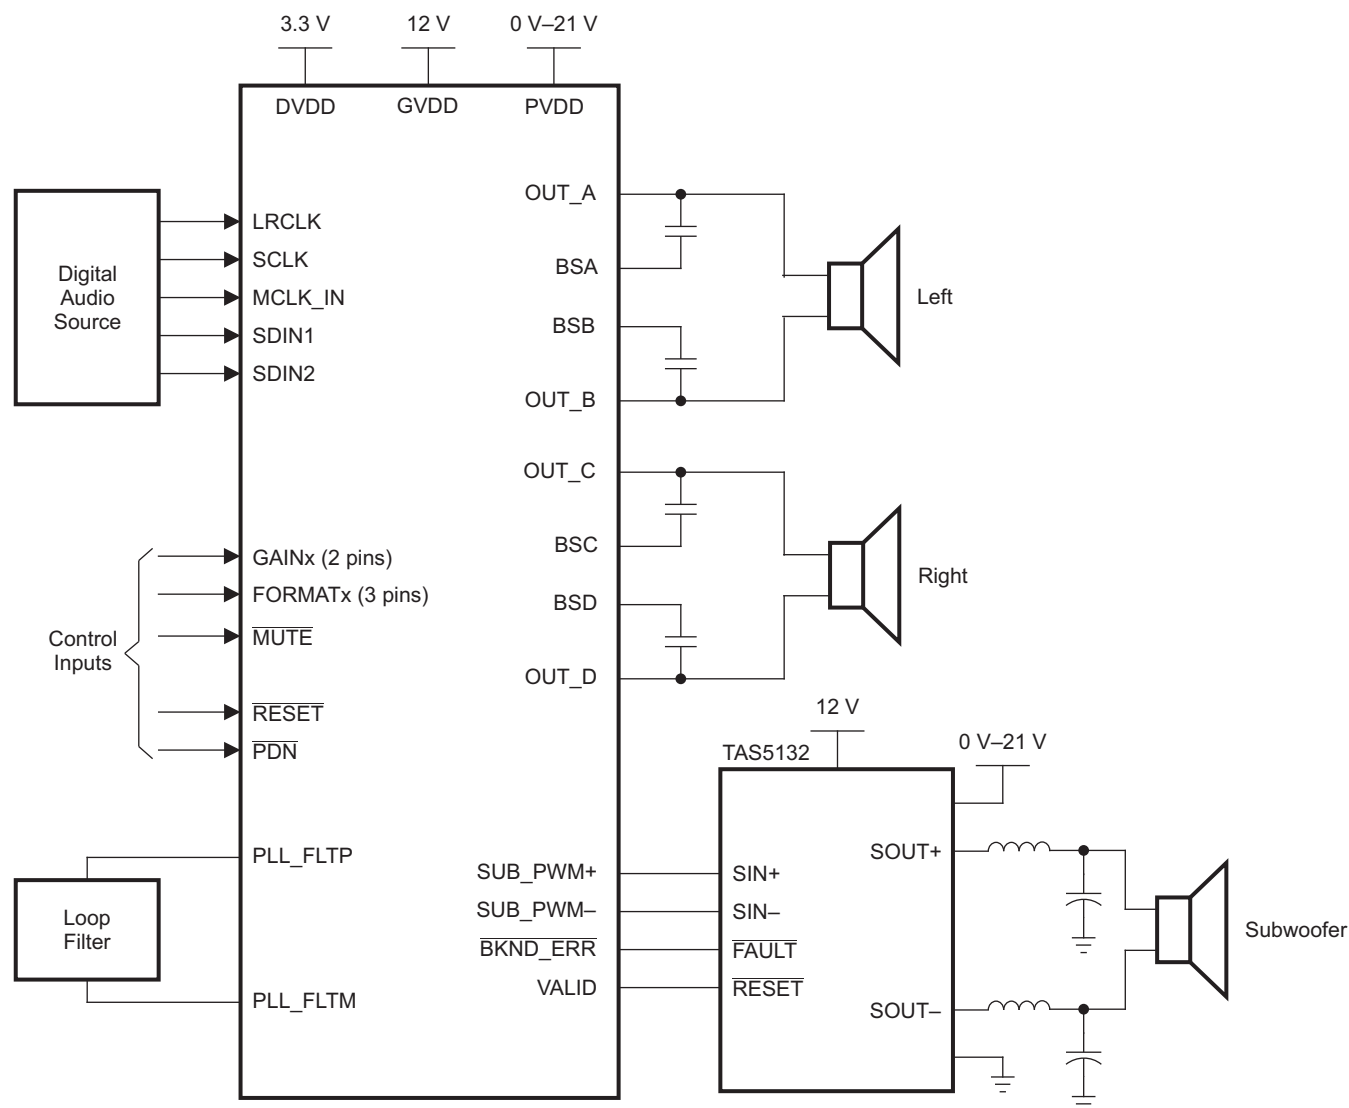 3.3 V
12 V
0 V–21 V
DVDD
GVDD
PVDD
Digital
Audio
Source
LRCLK
SCLK
MCLK_IN
SDIN1
SDIN2
OUT_A
BSA
BSB
OUT_B
Left
OUT_C
BSC
BSD
OUT_D
Right
Control
Inputs
GAINx (2 pins)
FORMATx (3 pins)
MUTE
RESET
PDN
Loop
Filter
PLL_FLTP
PLL_FLTM
SUB_PWM+
SUB_PWM–
BKND_ERR
VALID
TAS5132
12 V
0 V–21 V
SIN+
SIN–
FAULT
RESET
SOUT+
SOUT–
Subwoofer